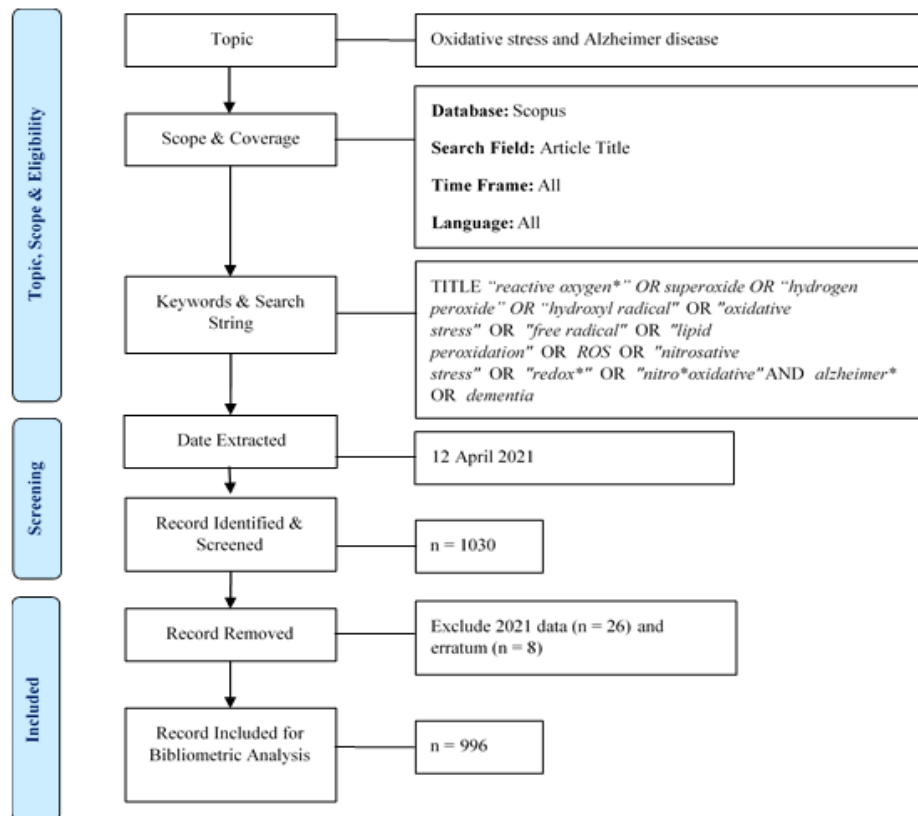 Topic, Scope & Eligibility
Topic
Oxidative stress and Alzheimer disease
Scope & Coverage
Database: Scopus
Search Field: Article Title
Time Frame: All
Language: All
Keywords & Search
String
TITLE “reactive oxygen*” OR superoxide OR “hydrogen
peroxide” OR “hydroxyl radical" OR "oxidative
stress" OR "free radical" OR "lipid
peroxidation" OR ROS OR "nitrosative
stress" OR "redox*" OR "nitro*oxidative" AND alzheimer*
OR dementia
Screening
Date Extracted
12 April 2021
Record Identified &
Screened
n = 1030
Included
Record Removed
Exclude 2021 data (n = 26) and
erratum (n = 8)
Record Included for
Bibliometric Analysis
n = 996